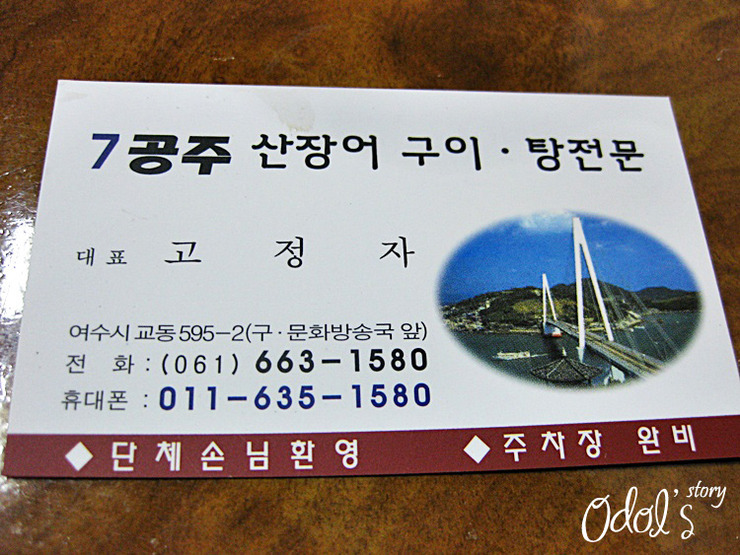 7공주 산장어 구이 · 탕전문
대표 고 정 자
여수시 교동 595-2(구 · 문화방송국 앞)
전 화 : (061) 663-1580
휴대폰 : 011-635-1580
◆단체손님환영 ◆주차장 완비
Odol's story